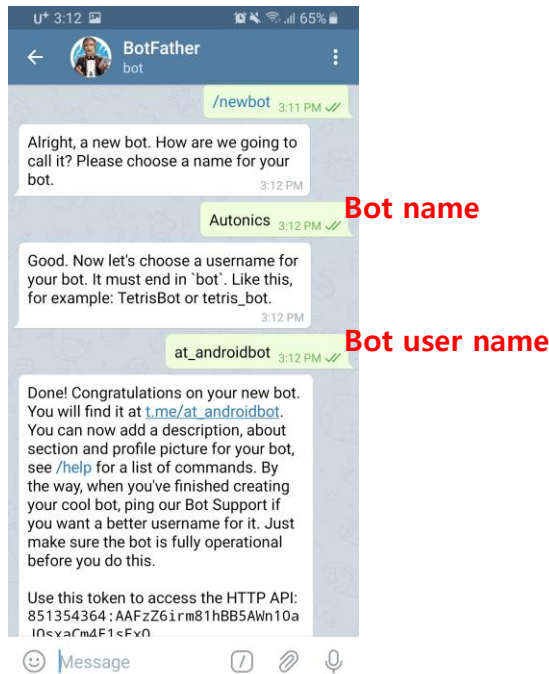 U+ 3:12 65%
BotFather
bot
/newbot 3:11 PM
Alright, a new bot. How are we going to
call it? Please choose a name for your
bot.
3:12 PM
Bot name
Autonics 3:12 PM
Good. Now let's choose a username for
your bot. It must end in `bot`. Like this,
for example: TetrisBot or tetris_bot.
3:12 PM
Bot user name
at_androidbot 3:12 PM
Done! Congratulations on your new bot.
You will find it at t.me/at_androidbot.
You can now add a description, about
section and profile picture for your bot,
see /help for a list of commands. By
the way, when you've finished creating
your cool bot, ping our Bot Support if
you want a better username for it. Just
make sure the bot is fully operational
before you do this.
Use this token to access the HTTP API:
851354364:AAFzZ6irm81hBB5AWn10a
Message